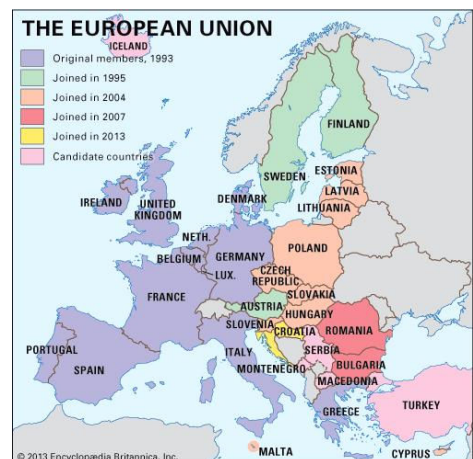 THE EUROPEAN UNION
ICELAND
Original members, 1993
Joined in 1995
Joined in 2004
Joined in 2007
Joined in 2013
Candidate countries
FINLAND
SWEDEN
ESTONIA
LATVIA
LITHUANIA
DENMARK
IRELAND
UNITED
KINGDOM
NETH.
BELGIUM
GERMANY
POLAND
LUX.
CZECH
REPUBLIC
SLOVAKIA
FRANCE
AUSTRIA
HUNGARY
SLOVENIA
CROATIA
ROMANIA
SERBIA
PORTUGAL
SPAIN
ITALY
MONTENEGRO
BULGARIA
MACEDONIA
TURKEY
GREECE
MALTA
CYPRUS
© 2013 Encyclopædia Britannica, Inc.